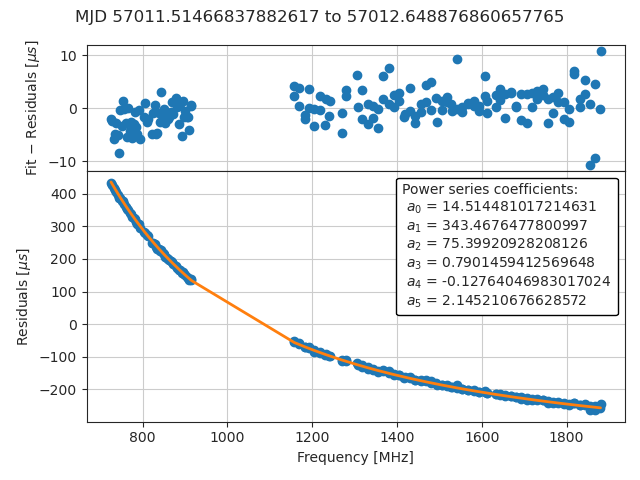 MJD 57011.51466837882617 to 57012.648876860657765
Fit − Residuals [μs]
10
0
−10
Residuals [μs]
400
300
200
100
0
−100
−200
Power series coefficients:
a0 = 14.514481017214631
a1 = 343.4676477800997
a2 = 75.39920928208126
a3 = 0.7901459412569648
a4 = -0.12764046983017024
a5 = 2.145210676628572
800 1000 1200 1400 1600 1800
Frequency [MHz]